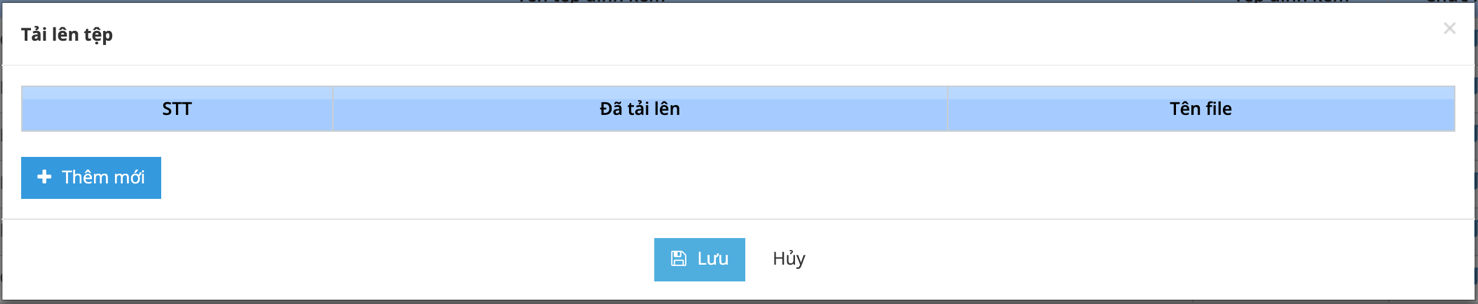 Tải lên tệp
×
STT Đã tải lên Tên file
Thêm mới
Lưu Hủy